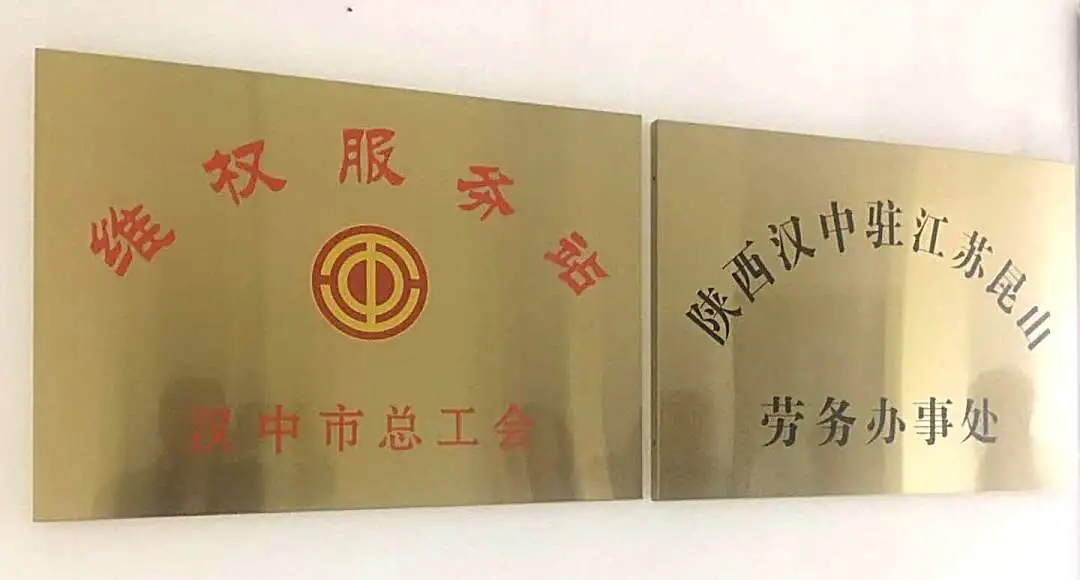 维权服务站
汉中市总工会
陕西汉中驻江苏昆山
劳务办事处